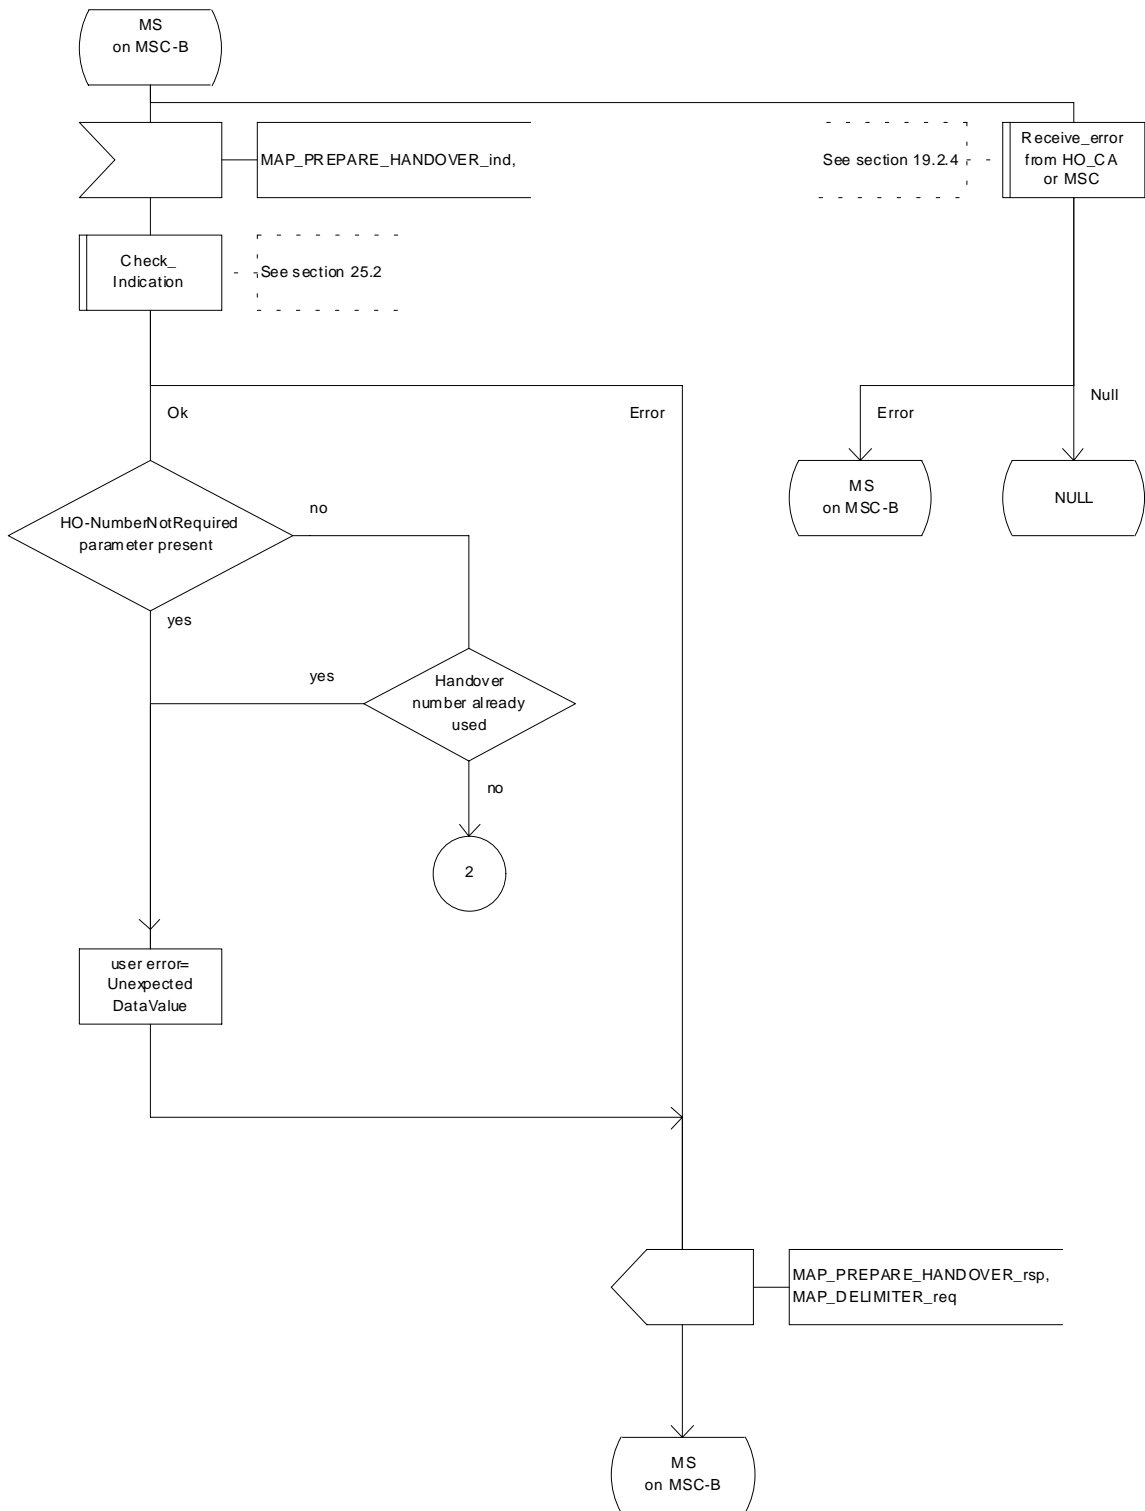 MS
on MSC-B
MAP_PREPARE_HANDOVER_ind,
See section 19.2.4
Receive_error
from HO_CA
or MSC
Check_
Indication
See section 25.2
Ok
Error
Error
Null
MS
on MSC-B
NULL
HO-NumberNotRequired
parameter present
no
yes
yes
Handover
number already
used
no
2
user error=
Unexpected
DataValue
MAP_PREPARE_HANDOVER_rsp,
MAP_DELIMITER_req
MS
on MSC-B